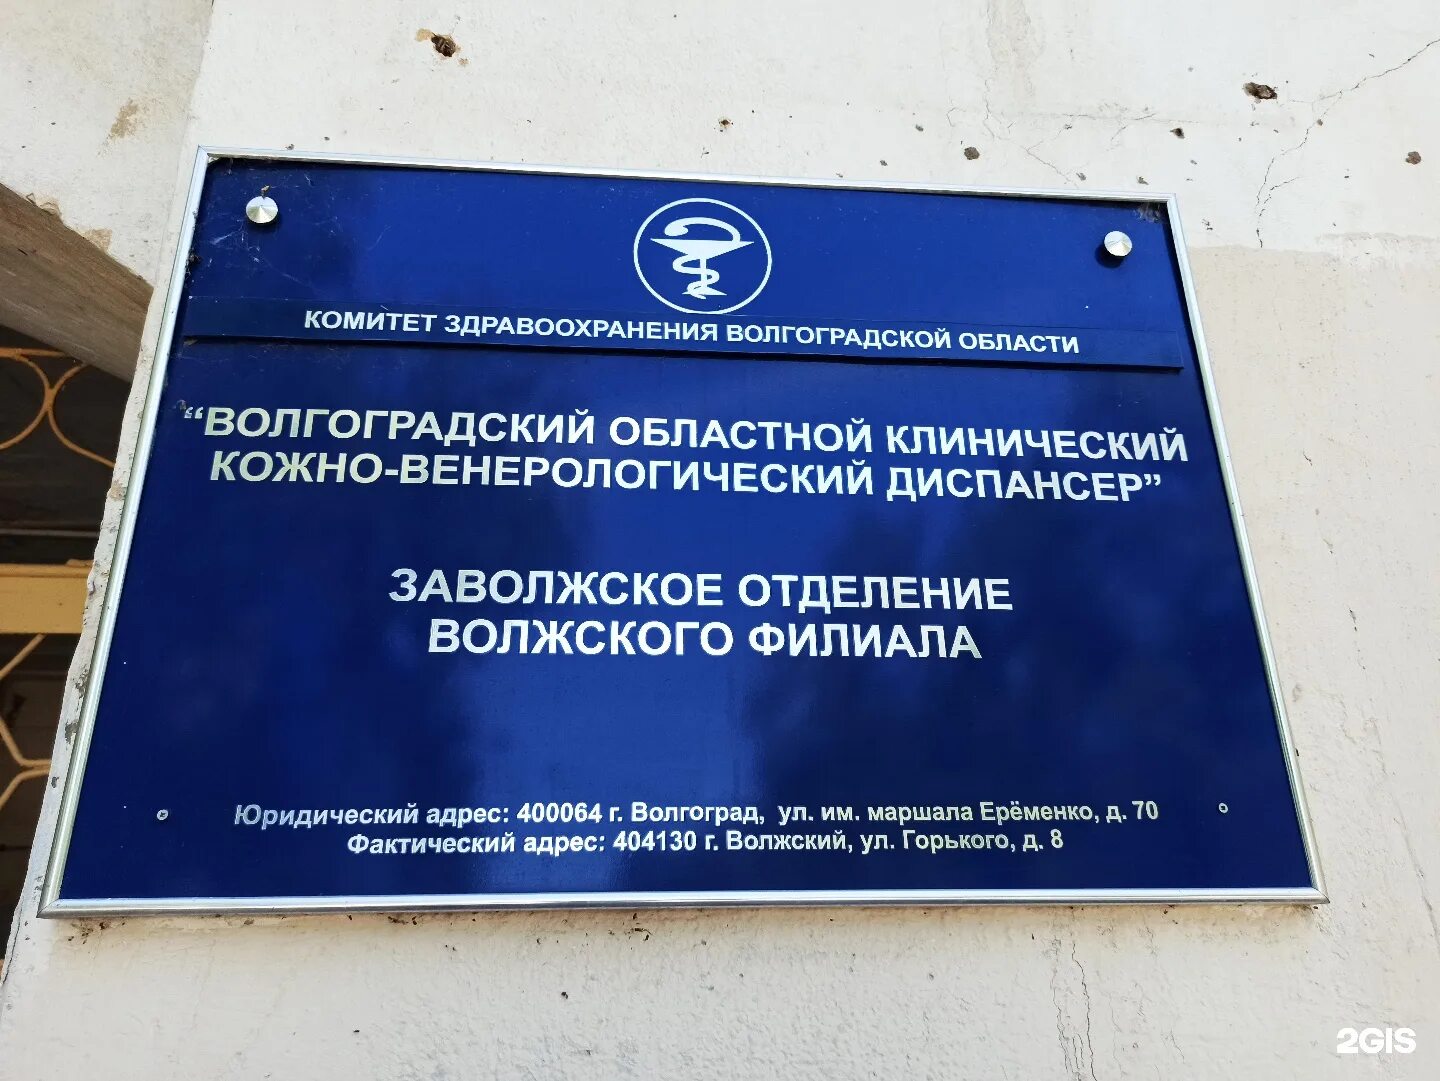 КОМИТЕТ ЗДРАВООХРАНЕНИЯ ВОЛГОГРАДСКОЙ ОБЛАСТИ
“ВОЛГОГРАДСКИЙ ОБЛАСТНОЙ КЛИНИЧЕСКИЙ
КОЖНО-ВЕНЕРОЛОГИЧЕСКИЙ ДИСПАНСЕР”
ЗАВОЛЖСКОЕ ОТДЕЛЕНИЕ
ВОЛЖСКОГО ФИЛИАЛА
Юридический адрес: 400064 г. Волгоград, ул. им. маршала Ерёменко, д. 70
Фактический адрес: 404130 г. Волжский, ул. Горького, д. 8
2GIS